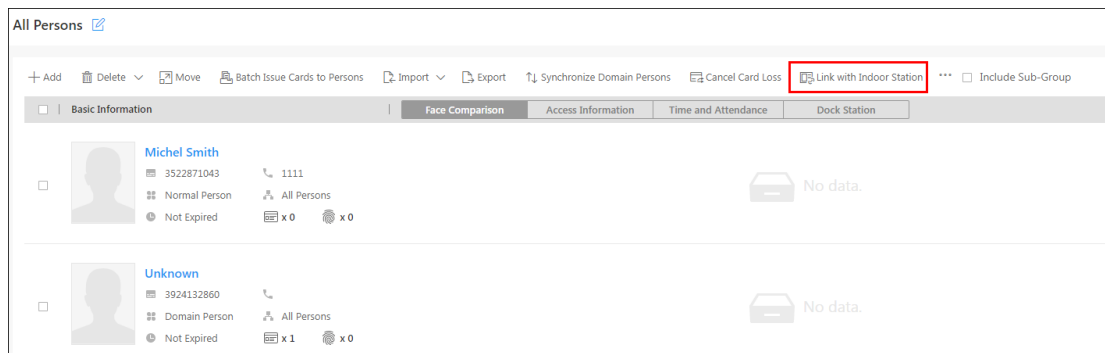 All Persons
Add Delete Move Batch Issue Cards to Persons Import Export Synchronize Domain Persons Cancel Card Loss Link with Indoor Station ... Include Sub-Group
Basic Information Face Comparison Access Information Time and Attendance Dock Station
Michel Smith
3522871043 1111
Normal Person All Persons
Not Expired x 0 x 0
No data.
Unknown
3924132860
Domain Person All Persons
Not Expired x 1 x 0
No data.